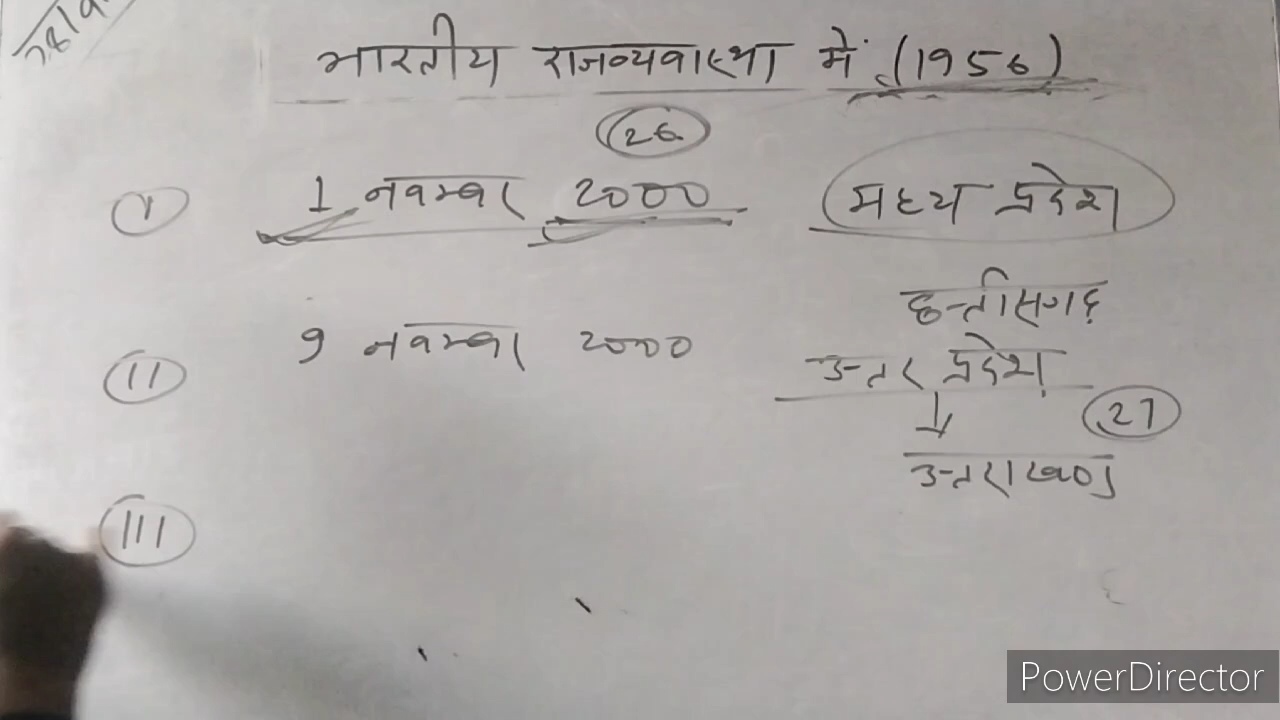 भारतीय राजव्यवास्था में (1956)
26
I 1 नवम्बर 2000 मध्य प्रदेश
छत्तीसगढ़
II 9 नवम्बर 2000 उत्तर प्रदेश
27
उत्तराखण्ड
III
PowerDirector